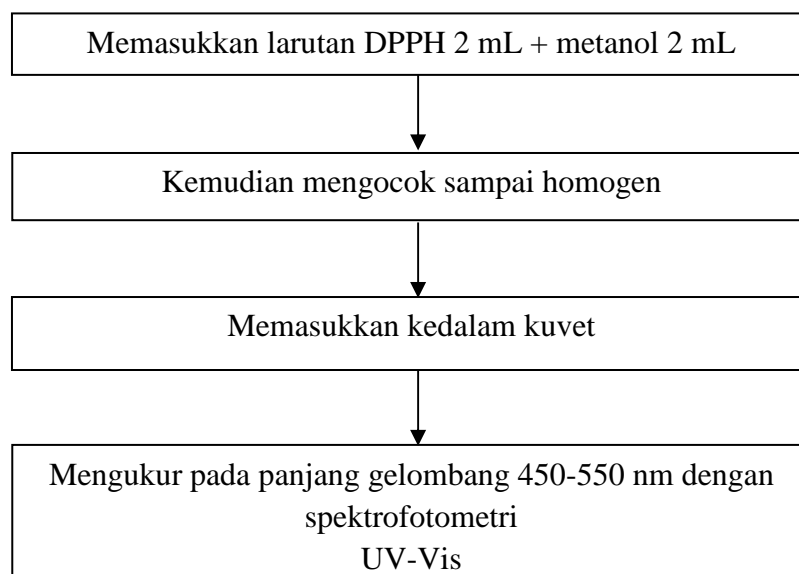 Memasukkan larutan DPPH 2 mL + metanol 2 mL
Kemudian mengocok sampai homogen
Memasukkan kedalam kuvet
Mengukur pada panjang gelombang 450-550 nm dengan
spektrofotometri
UV-Vis